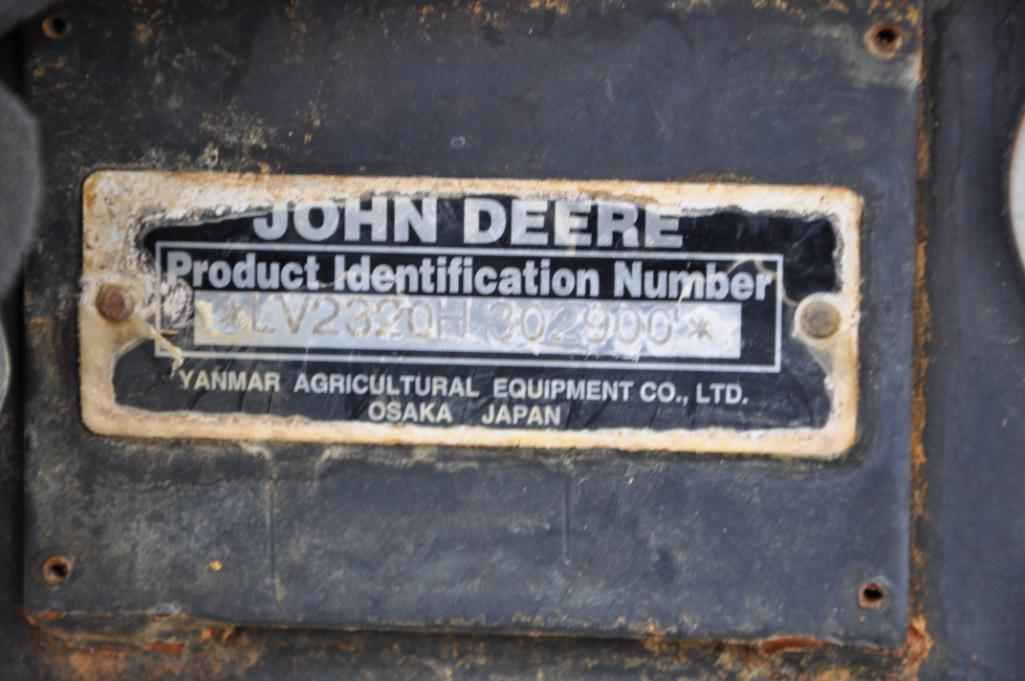 JOHN DEERE
Product Identification Number
*LV2320H302900*
YANMAR AGRICULTURAL EQUIPMENT CO., LTD.
OSAKA JAPAN